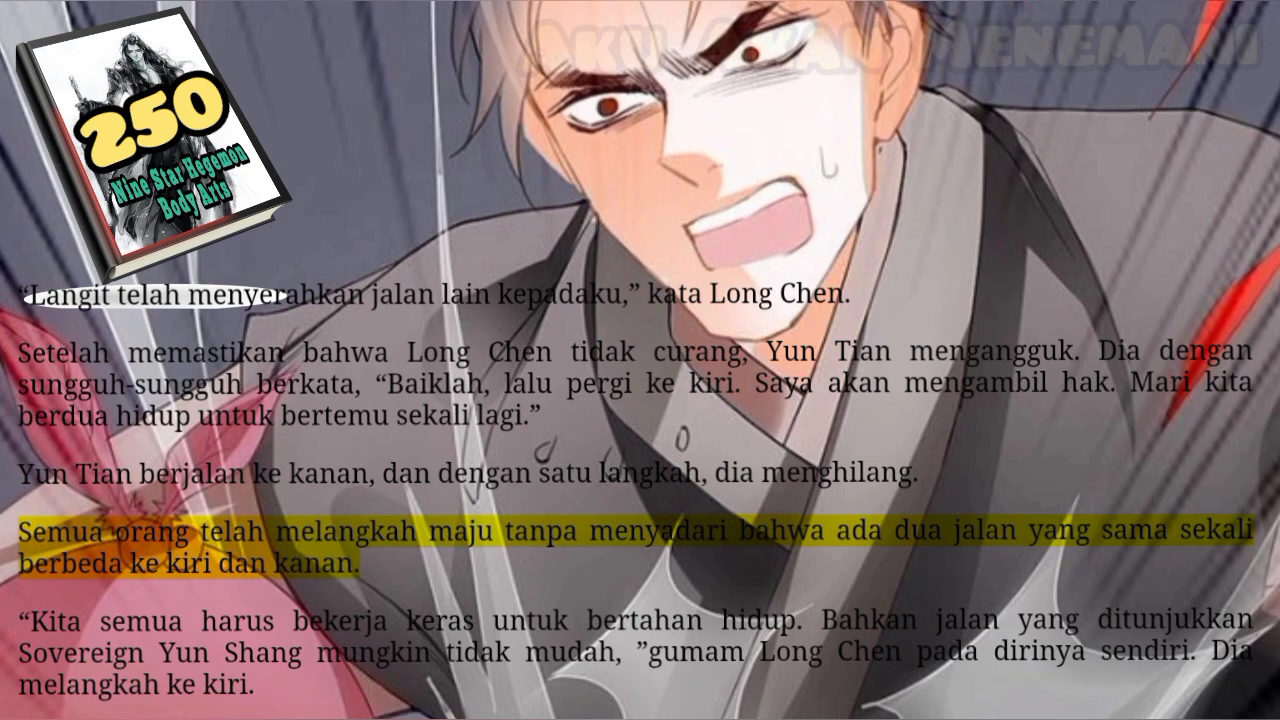 AKU AKAN MENEMANI
250
Nine Star Hegemon
Body Arts
“Langit telah menyerahkan jalan lain kepadaku,” kata Long Chen.
Setelah memastikan bahwa Long Chen tidak curang, Yun Tian mengangguk. Dia dengan
sungguh-sungguh berkata, “Baiklah, lalu pergi ke kiri. Saya akan mengambil hak. Mari kita
berdua hidup untuk bertemu sekali lagi.”
Yun Tian berjalan ke kanan, dan dengan satu langkah, dia menghilang.
Semua orang telah melangkah maju tanpa menyadari bahwa ada dua jalan yang sama sekali
berbeda ke kiri dan kanan.
“Kita semua harus bekerja keras untuk bertahan hidup. Bahkan jalan yang ditunjukkan
Sovereign Yun Shang mungkin tidak mudah, ”gumam Long Chen pada dirinya sendiri. Dia
melangkah ke kiri.